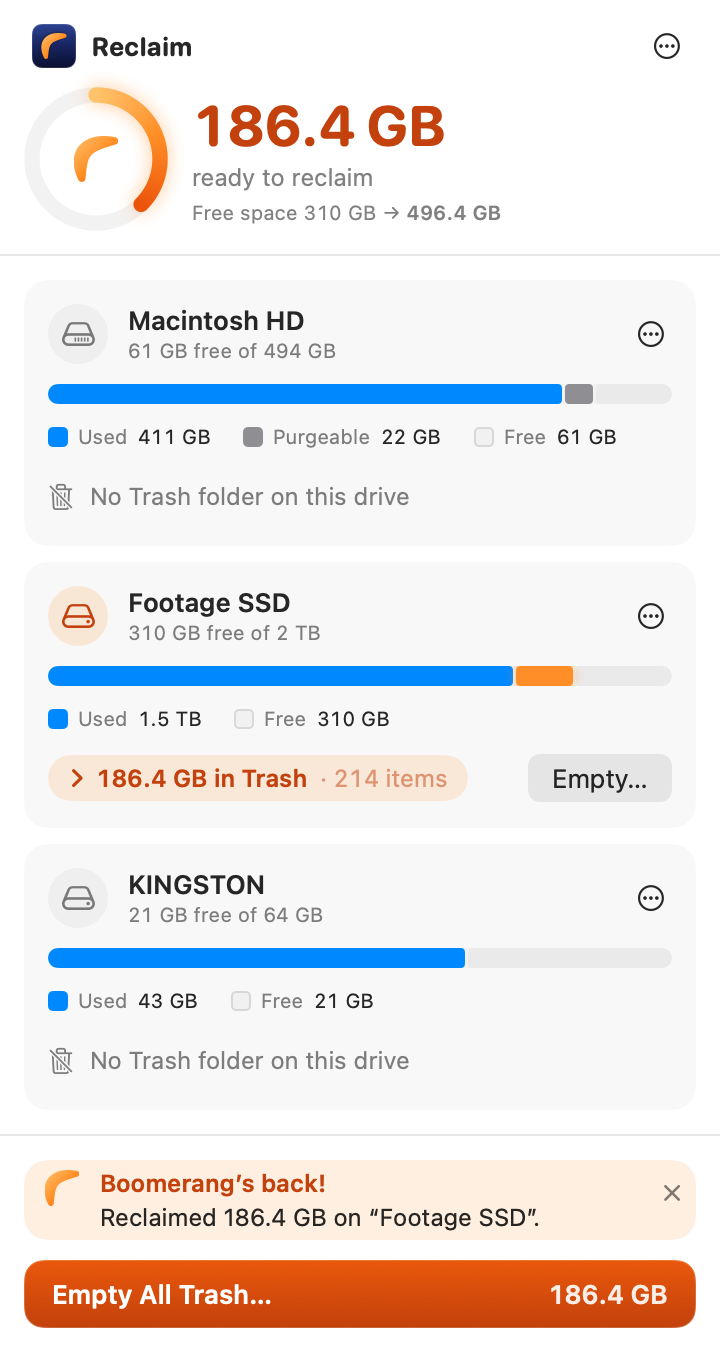 Reclaim
186.4 GB
ready to reclaim
Free space 310 GB → 496.4 GB
Macintosh HD
61 GB free of 494 GB
Used 411 GB Purgeable 22 GB Free 61 GB
No Trash folder on this drive
Footage SSD
310 GB free of 2 TB
Used 1.5 TB Free 310 GB
186.4 GB in Trash · 214 items Empty...
KINGSTON
21 GB free of 64 GB
Used 43 GB Free 21 GB
No Trash folder on this drive
Boomerang’s back!
Reclaimed 186.4 GB on “Footage SSD”.
Empty All Trash... 186.4 GB